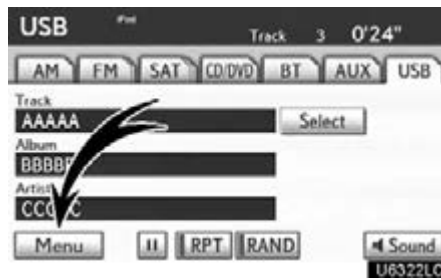 USB iPod Track 3 0'24"
AM FM SAT CD/DVD BT AUX USB
Track
AAAAA Select
Album
Artist
Menu II RPT RAND Sound